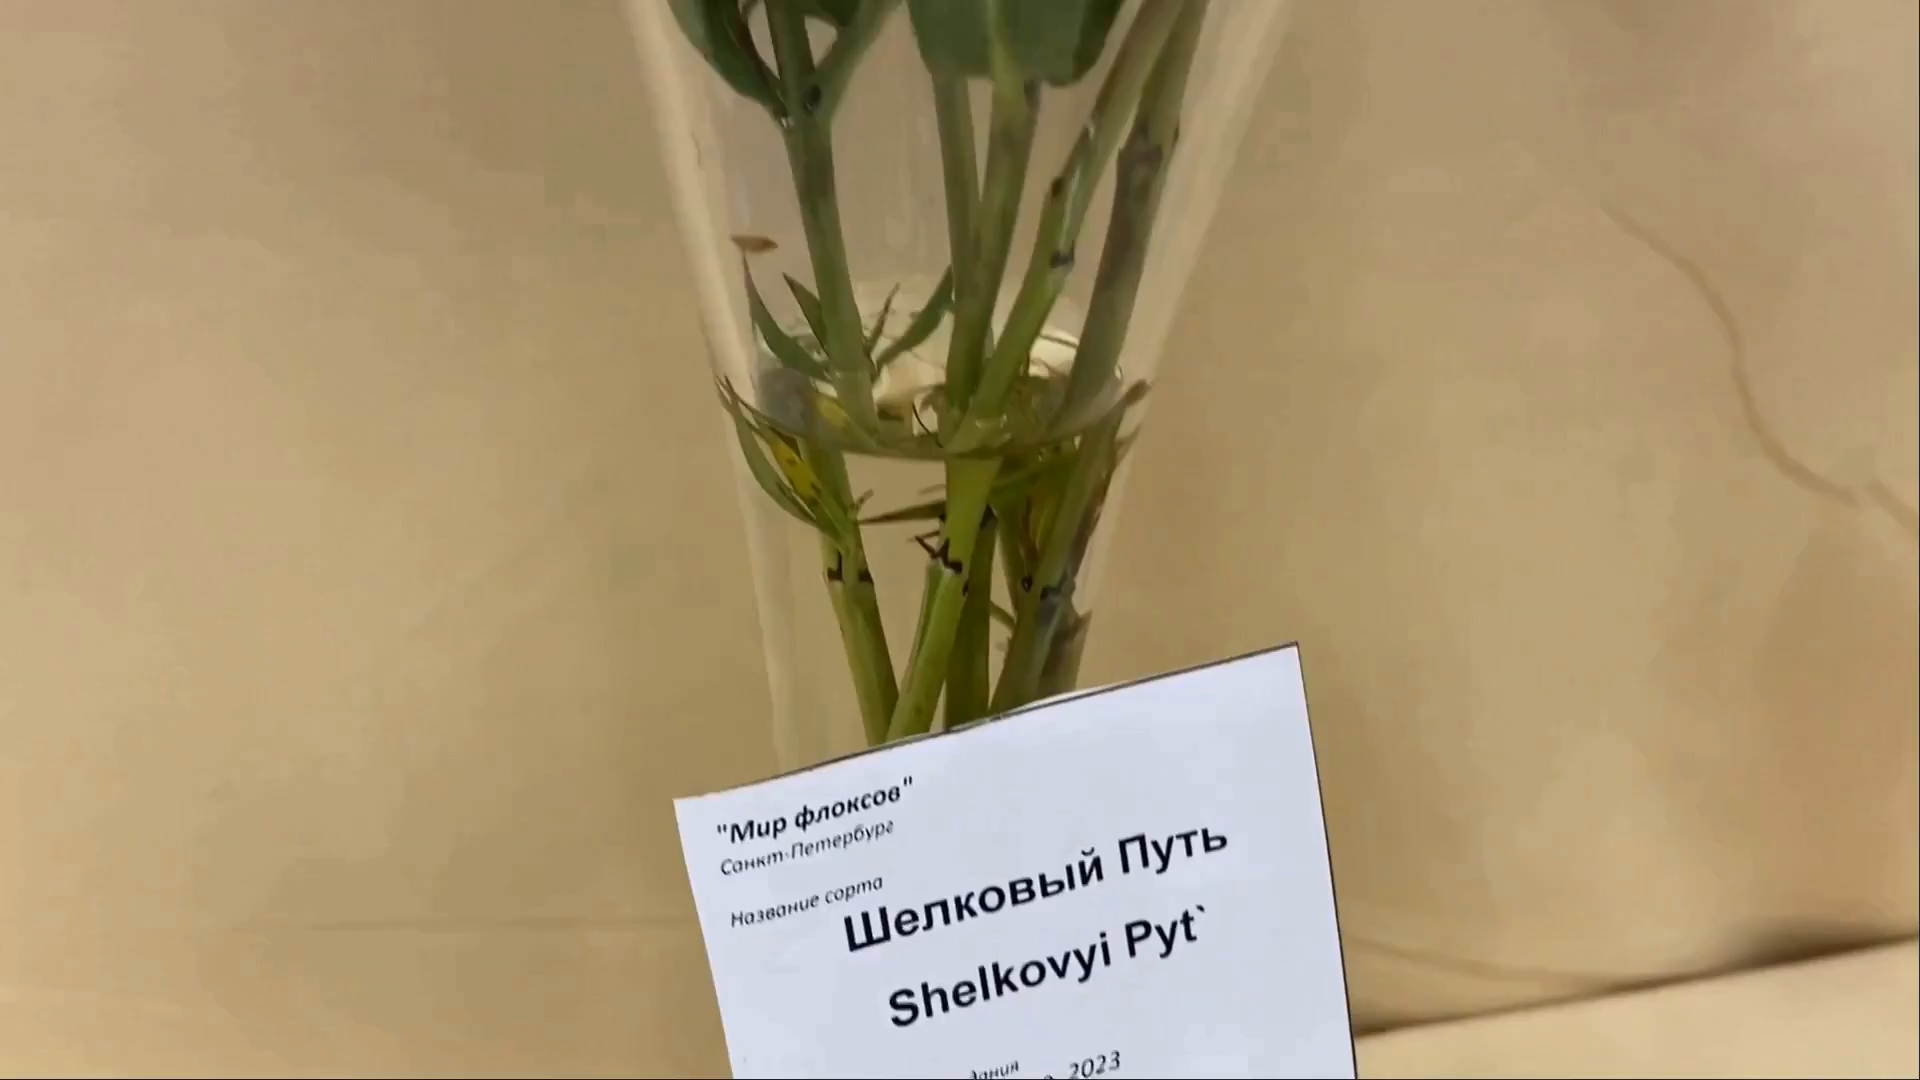 "Мир флоксов"
Санкт-Петербург
Название сорта
Шелковый Путь
Shelkovyi Pyt`
2023